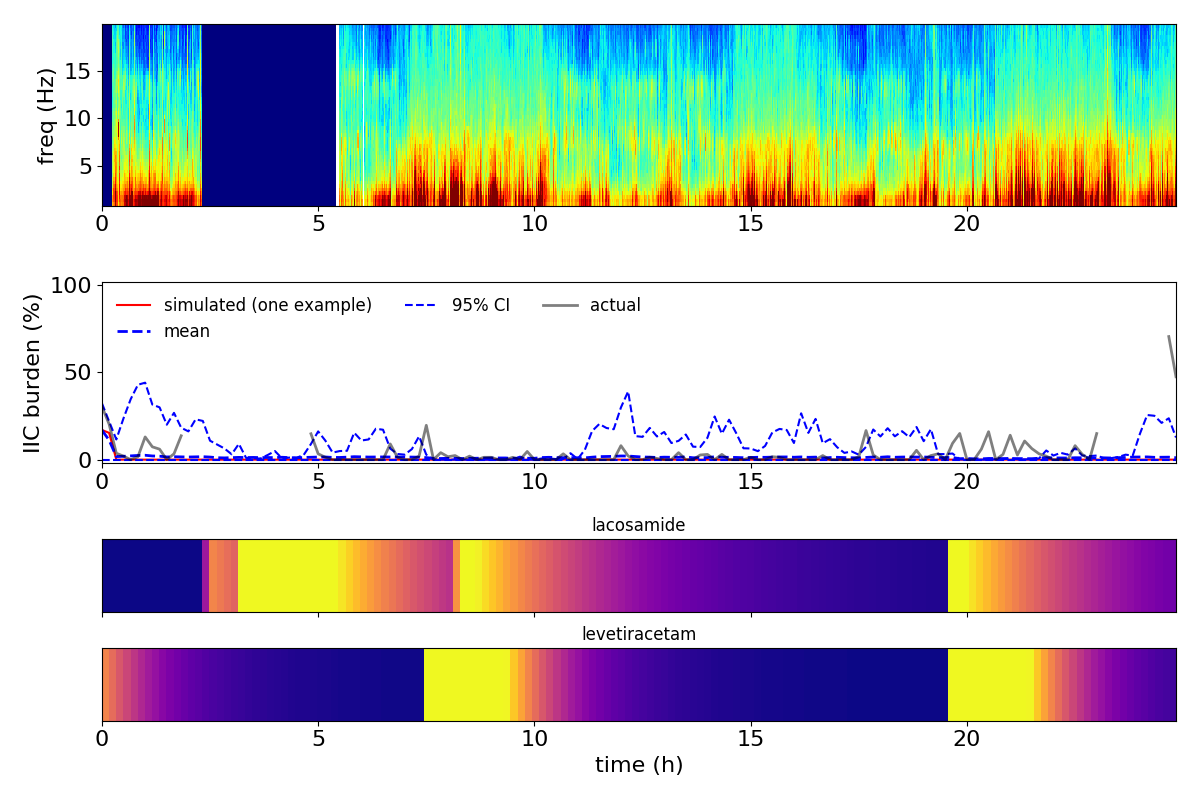 freq (Hz)
15
10
5
0 5 10 15 20
IIC burden (%)
100
50
0
simulated (one example) 95% CI actual
mean
0 5 10 15 20
lacosamide
levetiracetam
0 5 10 15 20
time (h)